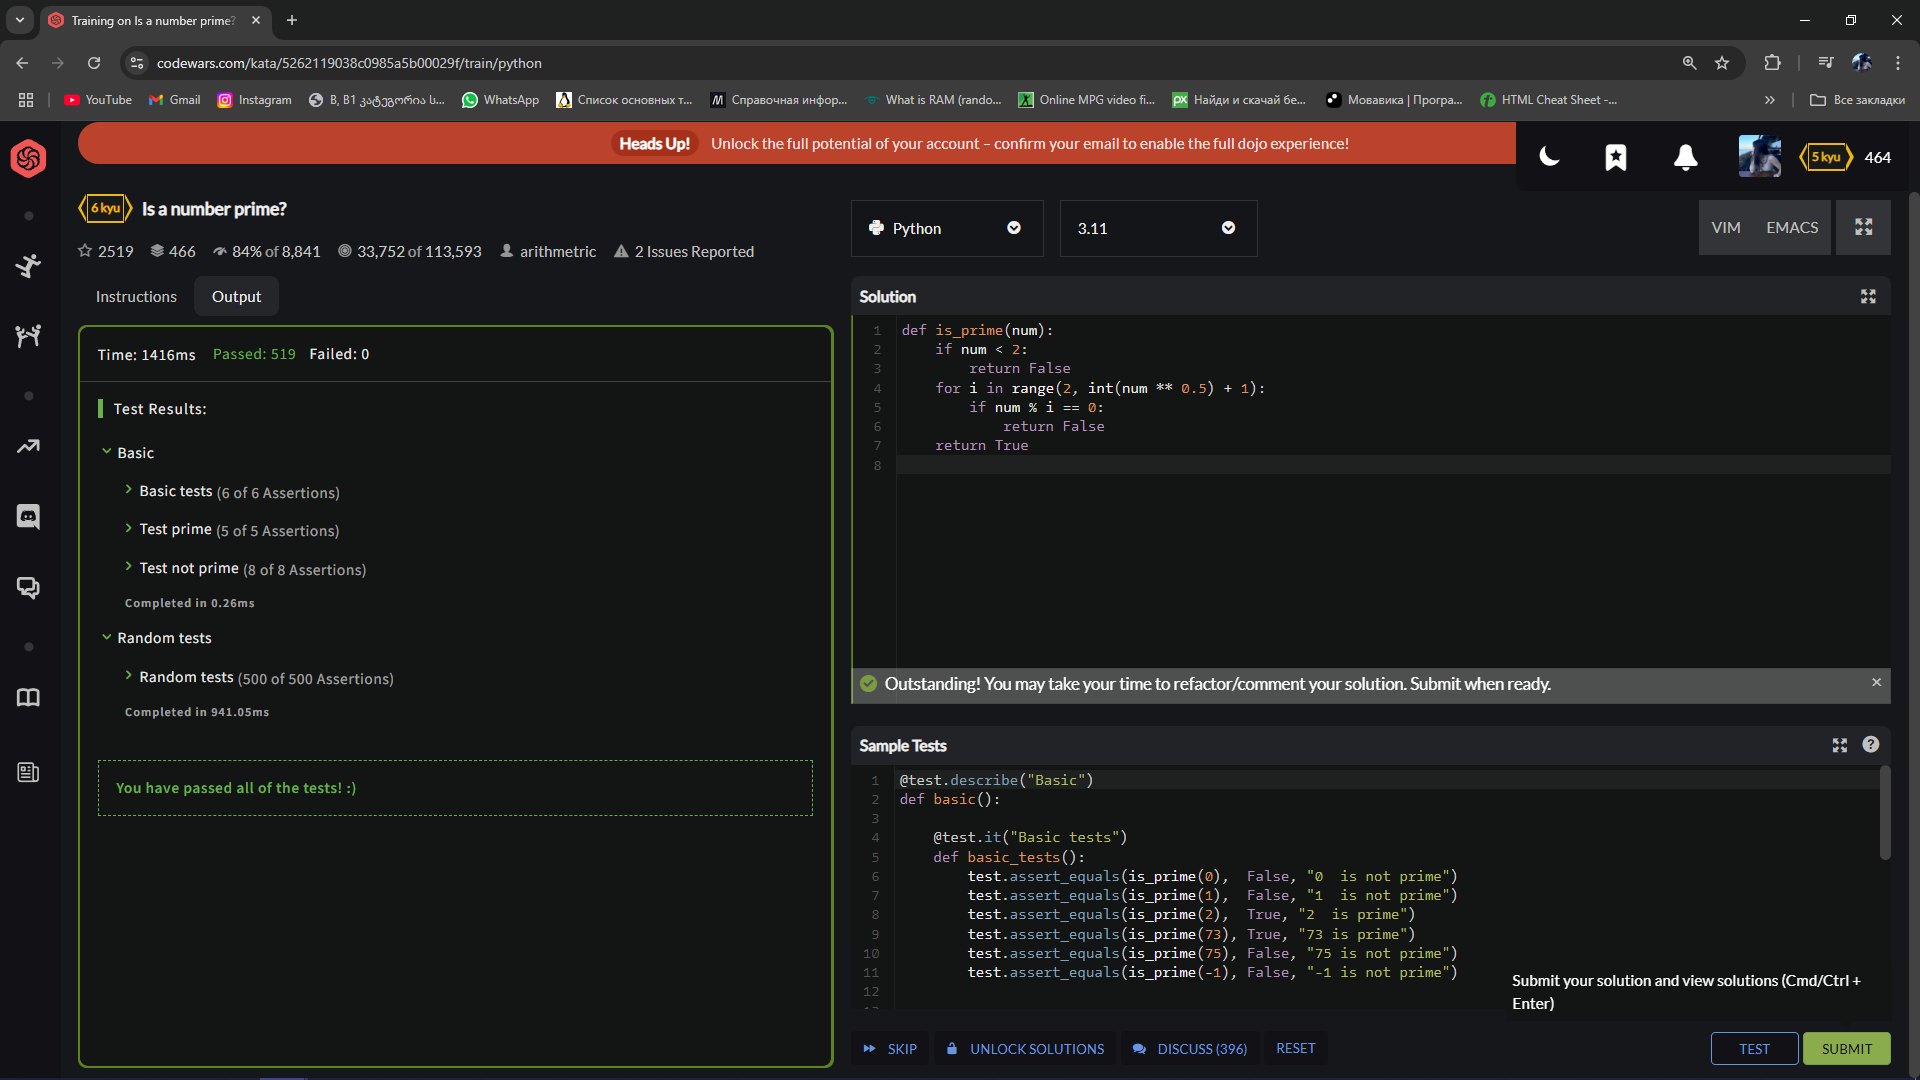 Training on Is a number prime?
codewars.com/kata/5262119038c0985a5b00029f/train/python
YouTube
Gmail
Instagram
B, B1 კატეგორია ს...
WhatsApp
Список основных т...
Справочная инфор...
What is RAM (rando...
Online MPG video fi...
Найди и скачай бе...
Мовавика | Програ...
HTML Cheat Sheet -...
Все закладки
Heads Up! Unlock the full potential of your account – confirm your email to enable the full dojo experience!
5 kyu 464
6 kyu Is a number prime?
2519 466 84% of 8,841 33,752 of 113,593 arithmetric 2 Issues Reported
Python
3.11
VIM EMACS
Instructions
Output
Time: 1416ms Passed: 519 Failed: 0
Test Results:
Basic
Basic tests (6 of 6 Assertions)
Test prime (5 of 5 Assertions)
Test not prime (8 of 8 Assertions)
Completed in 0.26ms
Random tests
Random tests (500 of 500 Assertions)
Completed in 941.05ms
You have passed all of the tests! :)
Solution
1 def is_prime(num):
2 if num < 2:
3 return False
4 for i in range(2, int(num ** 0.5) + 1):
5 if num % i == 0:
6 return False
7 return True
8
Outstanding! You may take your time to refactor/comment your solution. Submit when ready.
Sample Tests
1 @test.describe("Basic")
2 def basic():
3
4 @test.it("Basic tests")
5 def basic_tests():
6 test.assert_equals(is_prime(0), False, "0 is not prime")
7 test.assert_equals(is_prime(1), False, "1 is not prime")
8 test.assert_equals(is_prime(2), True, "2 is prime")
9 test.assert_equals(is_prime(73), True, "73 is prime")
10 test.assert_equals(is_prime(75), False, "75 is not prime")
11 test.assert_equals(is_prime(-1), False, "-1 is not prime")
12
Submit your solution and view solutions (Cmd/Ctrl +
Enter)
SKIP
UNLOCK SOLUTIONS
DISCUSS (396)
RESET
TEST
SUBMIT